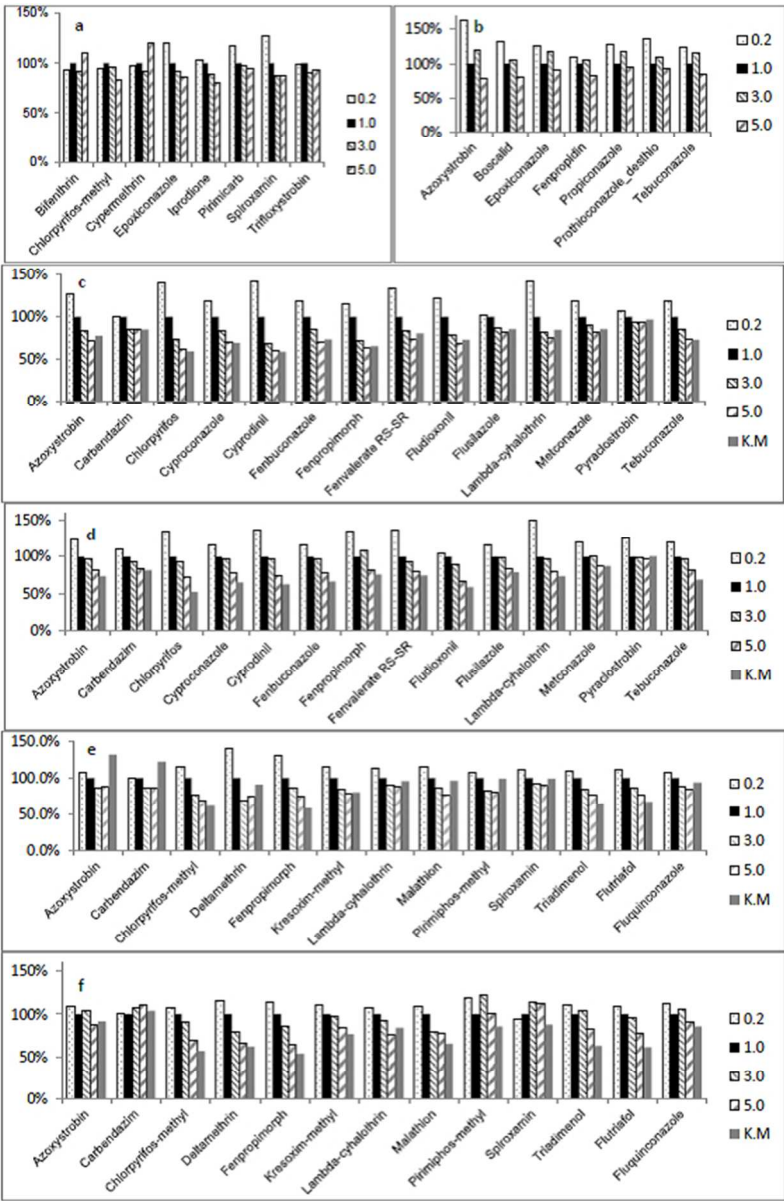 a
150%
100%
50%
0%
Bifenthrin
Chlorpyrifos-methyl
Cypermethrin
Epoxiconazole
Iprodione
Pirimicarb
Spiroxamin
Trifloxystrobin
0.2
1.0
3.0
5.0
b
150%
100%
50%
0%
Azoxystrobin
Boscalid
Epoxiconazole
Fenpropidin
Propiconazole
Prothioconazole_desthio
Tebuconazole
0.2
1.0
3.0
5.0
c
150%
100%
50%
0%
Azoxystrobin
Carbendazim
Chlorpyrifos
Cyproconazole
Cyprodinil
Fenbuconazole
Fenpropimorph
Fenvalerate RS-SR
Fludioxonil
Flusilazole
Lambda-cyhalothrin
Metconazole
Pyraclostrobin
Tebuconazole
0.2
1.0
3.0
5.0
K.M
d
150%
100%
50%
0%
Azoxystrobin
Carbendazim
Chlorpyrifos
Cyproconazole
Cyprodinil
Fenbuconazole
Fenpropimorph
Fenvalerate RS-SR
Fludioxonil
Flusilazole
Lambda-cyhalothrin
Metconazole
Pyraclostrobin
Tebuconazole
0.2
1.0
3.0
5.0
K.M
e
150.0%
100.0%
50.0%
0.0%
Azoxystrobin
Carbendazim
Chlorpyrifos-methyl
Deltamethrin
Fenpropimorph
Kresoxim-methyl
Lambda-cyhalothrin
Malathion
Pirimiphos-methyl
Spiroxamin
Triadimenol
Flutriafol
Fluquinconazole
0.2
1.0
3.0
5.0
K.M
f
150%
100%
50%
0%
Azoxystrobin
Carbendazim
Chlorpyrifos-methyl
Deltamethrin
Fenpropimorph
Kresoxim-methyl
Lambda-cyhalothrin
Malathion
Pirimiphos-methyl
Spiroxamin
Triadimenol
Flutriafol
Fluquinconazole
0.2
1.0
3.0
5.0
K.M